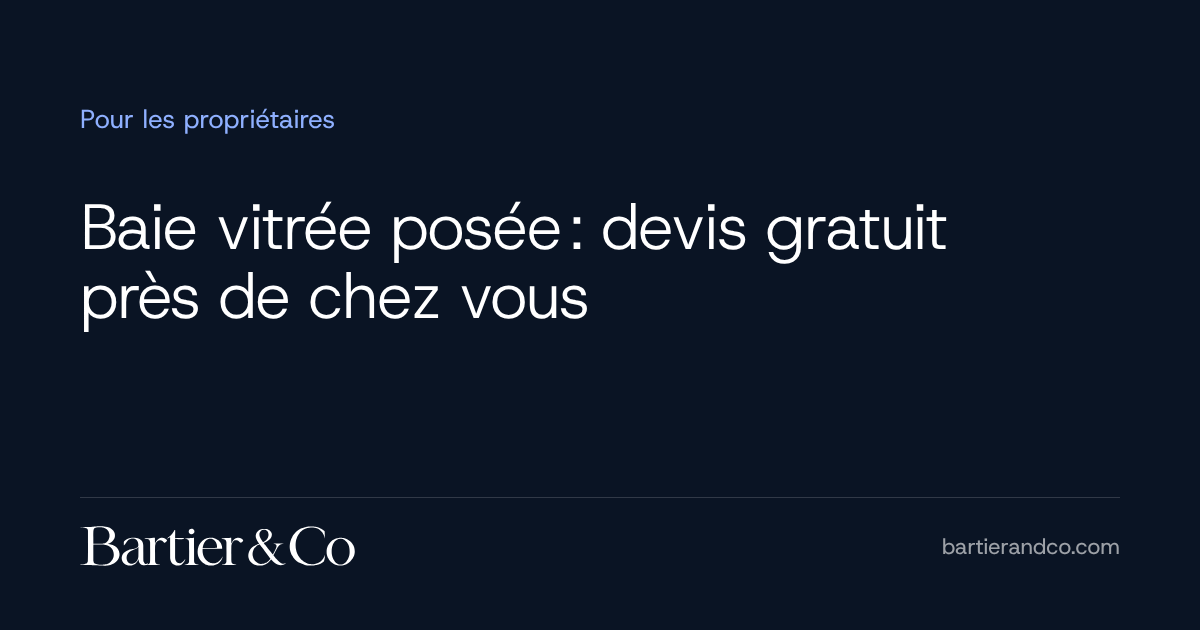 Pour les propriétaires
Baie vitrée posée : devis gratuit
près de chez vous
Bartier & Co
bartierandco.com